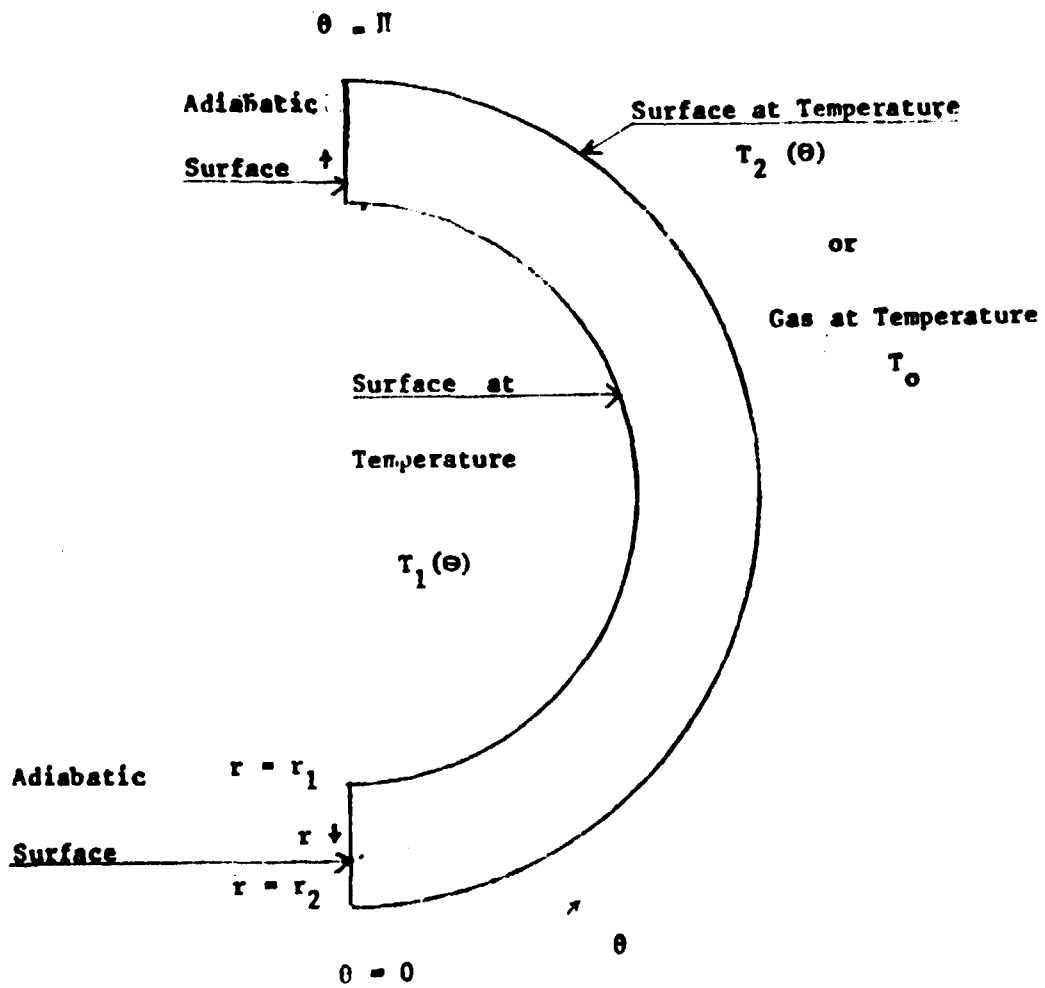 θ = Π
Adiabatic
Surface
Surface at Temperature
T₂ (θ)
or
Gas at Temperature
Tₒ
Surface at
Temperature
T₁(θ)
Adiabatic
r = r₁
r
Surface
r = r₂
θ
θ = 0